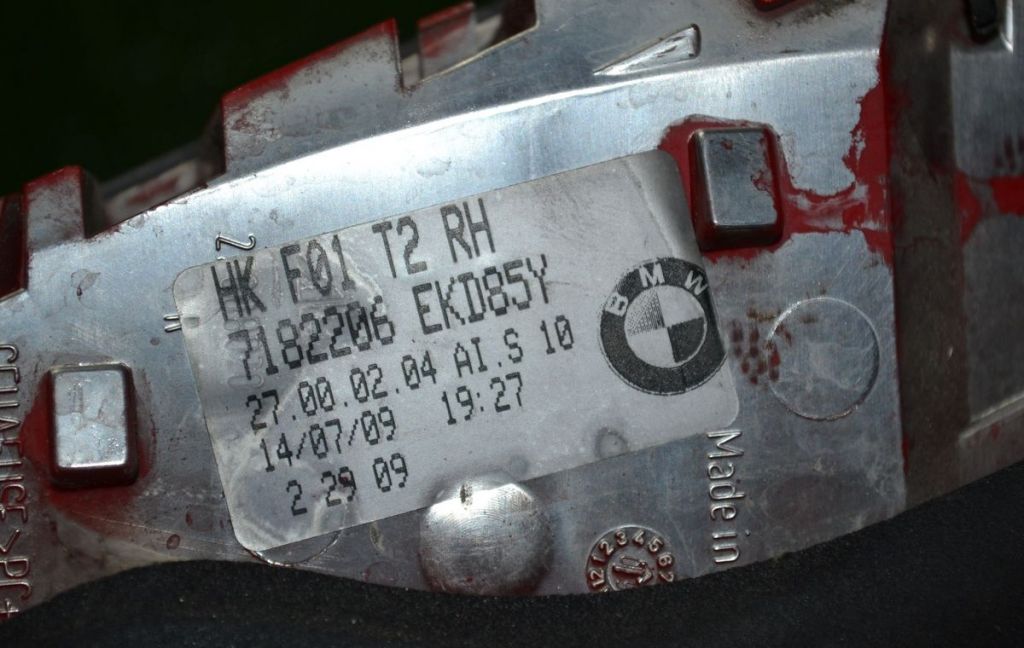 HK F01 T2 RH
7182206 EKD85Y
27.00.02.04 AI.S 10
14/07/09 19:27
2 29 09
BMW
Made in